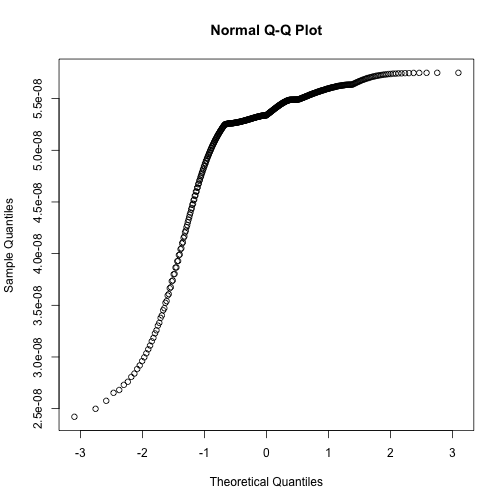 Normal Q-Q Plot
5.5e-08
5.0e-08
4.5e-08
4.0e-08
3.5e-08
3.0e-08
2.5e-08
Sample Quantiles
-3 -2 -1 0 1 2 3
Theoretical Quantiles